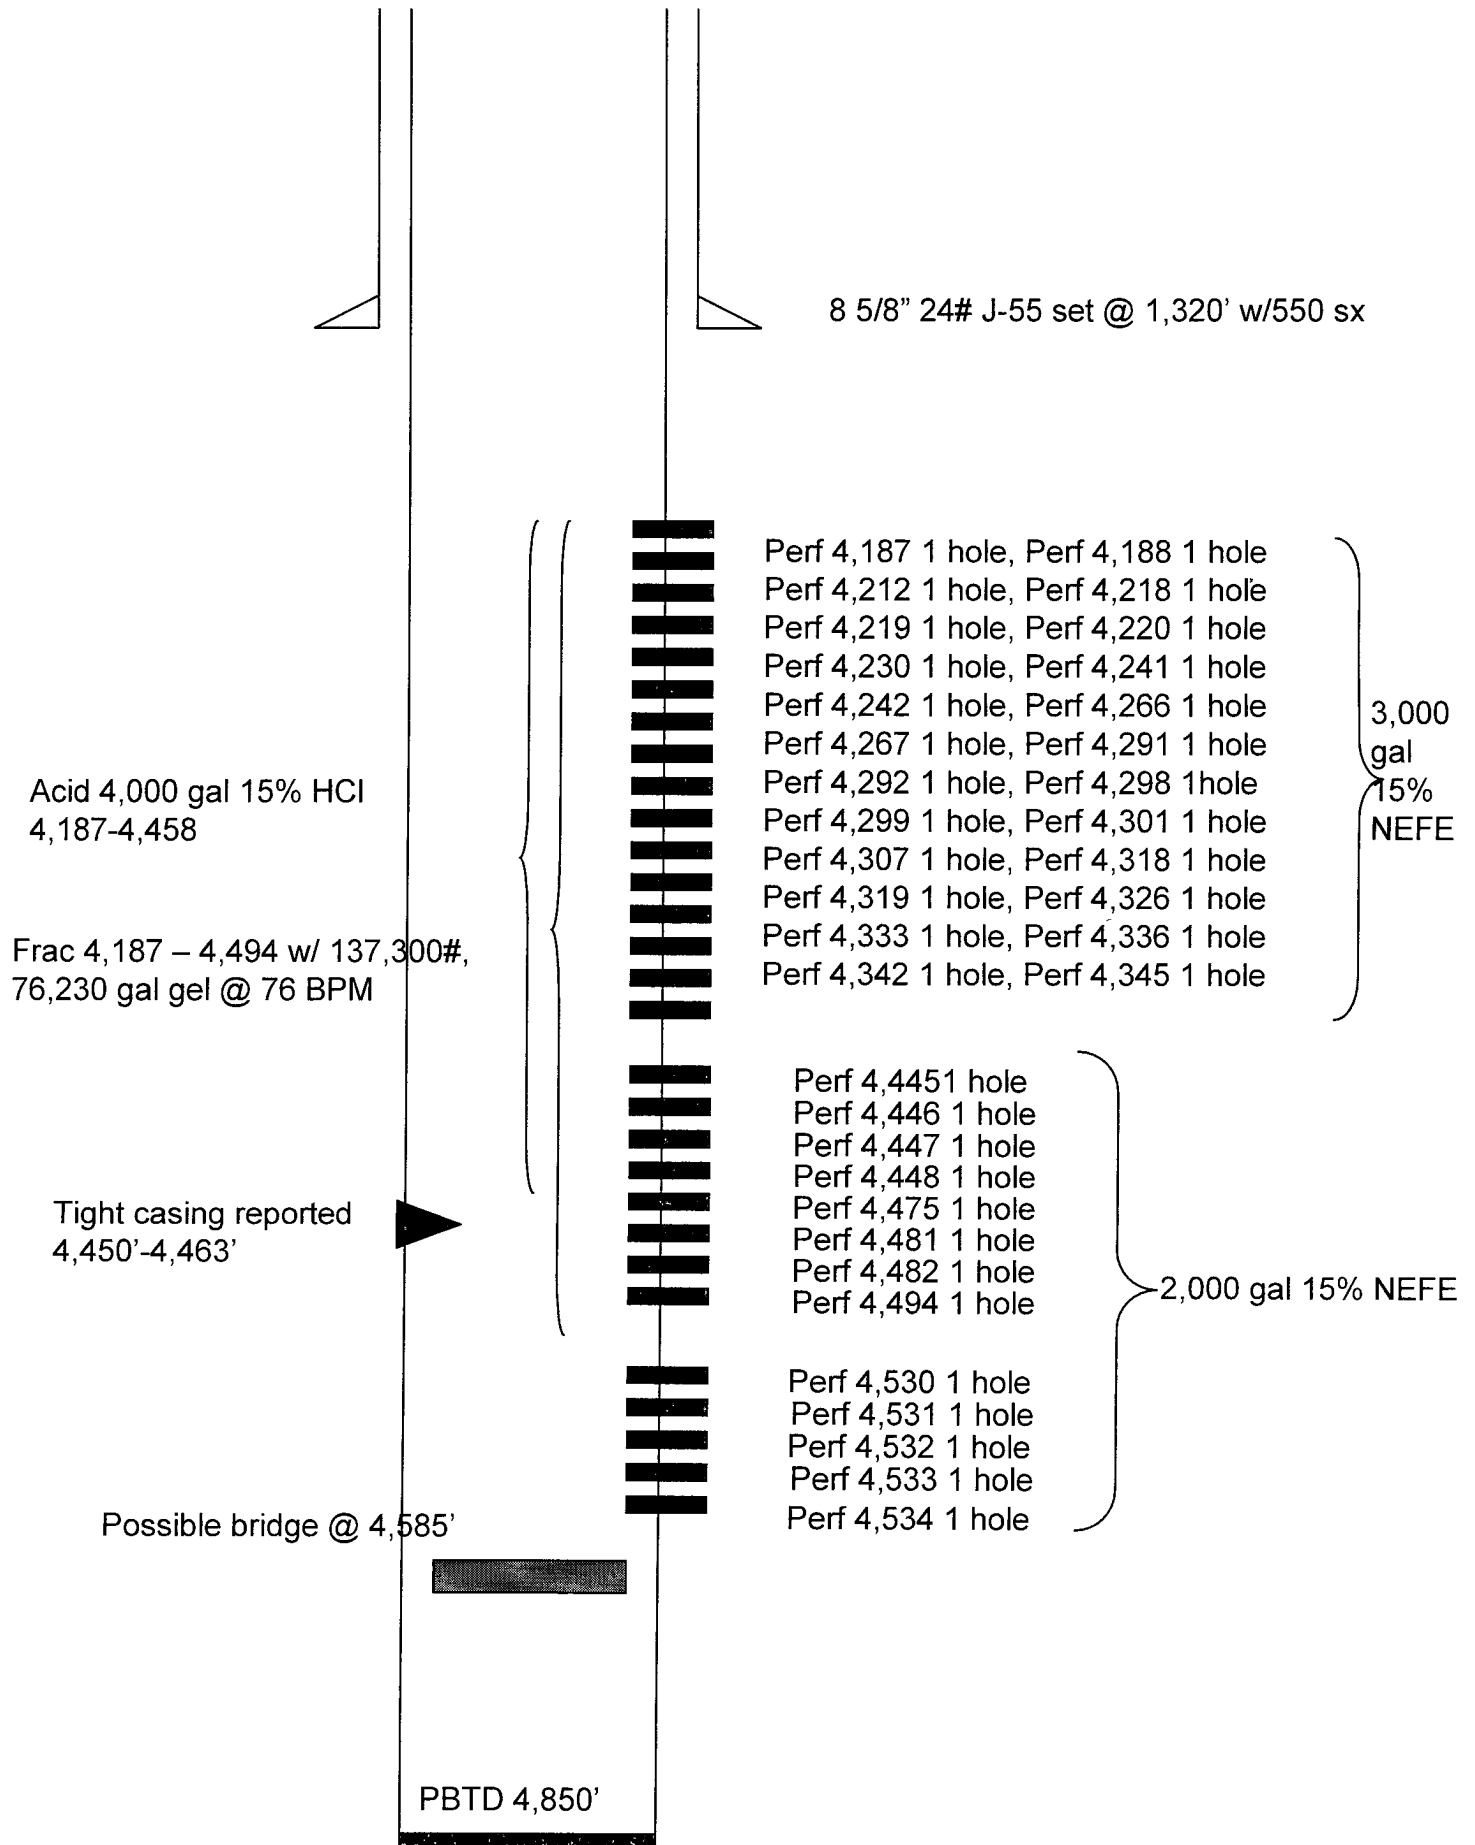 8 5/8” 24# J-55 set @ 1,320’ w/550 sx
Perf 4,187 1 hole, Perf 4,188 1 hole
Perf 4,212 1 hole, Perf 4,218 1 hole
Perf 4,219 1 hole, Perf 4,220 1 hole
Perf 4,230 1 hole, Perf 4,241 1 hole
Perf 4,242 1 hole, Perf 4,266 1 hole
Perf 4,267 1 hole, Perf 4,291 1 hole
Perf 4,292 1 hole, Perf 4,298 1hole
Perf 4,299 1 hole, Perf 4,301 1 hole
Perf 4,307 1 hole, Perf 4,318 1 hole
Perf 4,319 1 hole, Perf 4,326 1 hole
Perf 4,333 1 hole, Perf 4,336 1 hole
Perf 4,342 1 hole, Perf 4,345 1 hole
3,000
gal
15%
NEFE
Acid 4,000 gal 15% HCl
4,187-4,458
Frac 4,187 – 4,494 w/ 137,300#,
76,230 gal gel @ 76 BPM
Perf 4,4451 hole
Perf 4,446 1 hole
Perf 4,447 1 hole
Perf 4,448 1 hole
Perf 4,475 1 hole
Perf 4,481 1 hole
Perf 4,482 1 hole
Perf 4,494 1 hole
Tight casing reported
4,450’-4,463’
2,000 gal 15% NEFE
Perf 4,530 1 hole
Perf 4,531 1 hole
Perf 4,532 1 hole
Perf 4,533 1 hole
Perf 4,534 1 hole
Possible bridge @ 4,585’
PBTD 4,850’